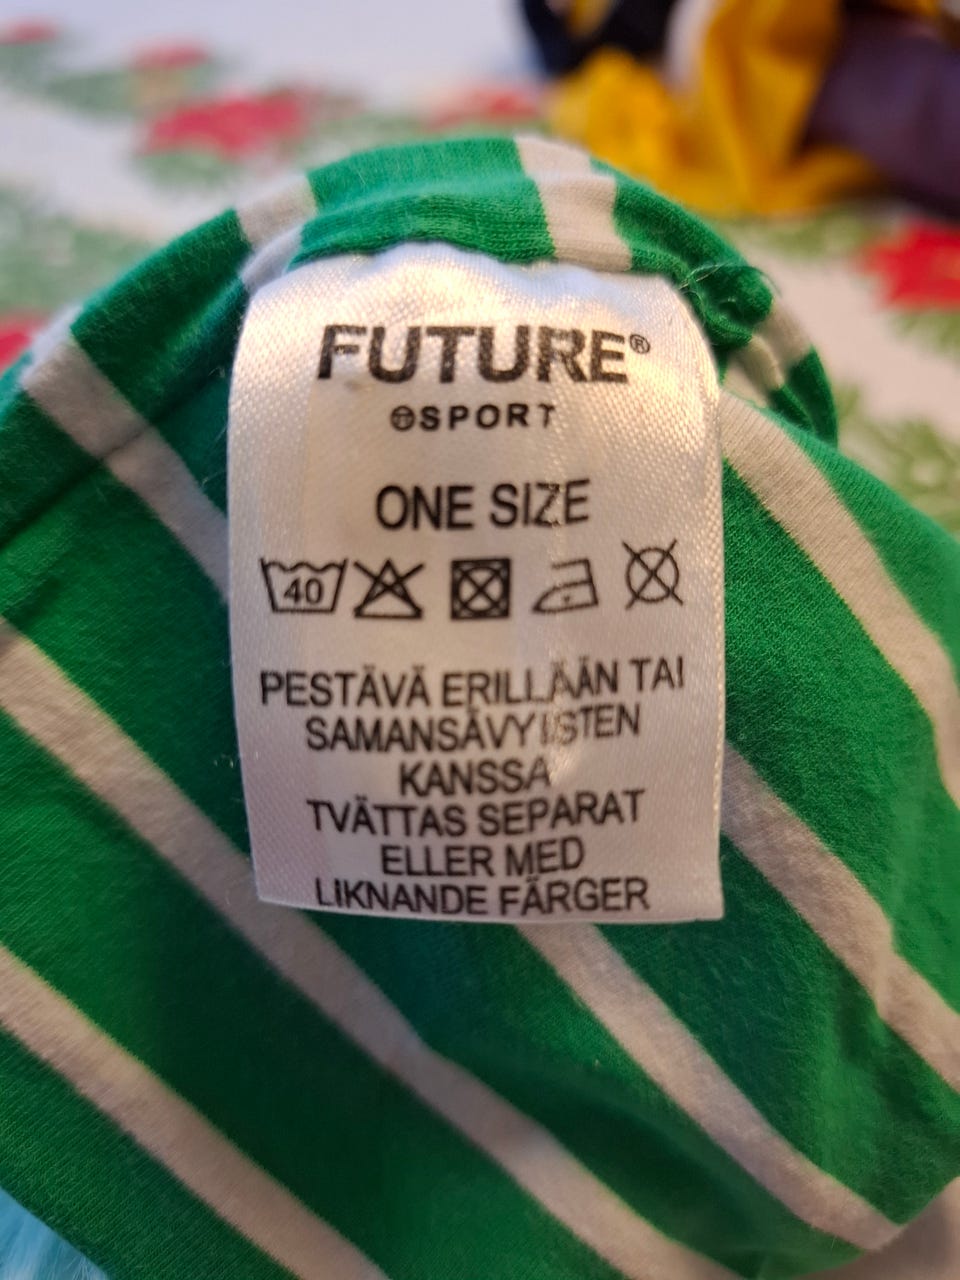 FUTURE®
SPORT
ONE SIZE
40
PESTÄVÄ ERILLÄÄN TAI
SAMANSÄVYISTEN
KANSSA
TVÄTTAS SEPARAT
ELLER MED
LIKNANDE FÄRGER